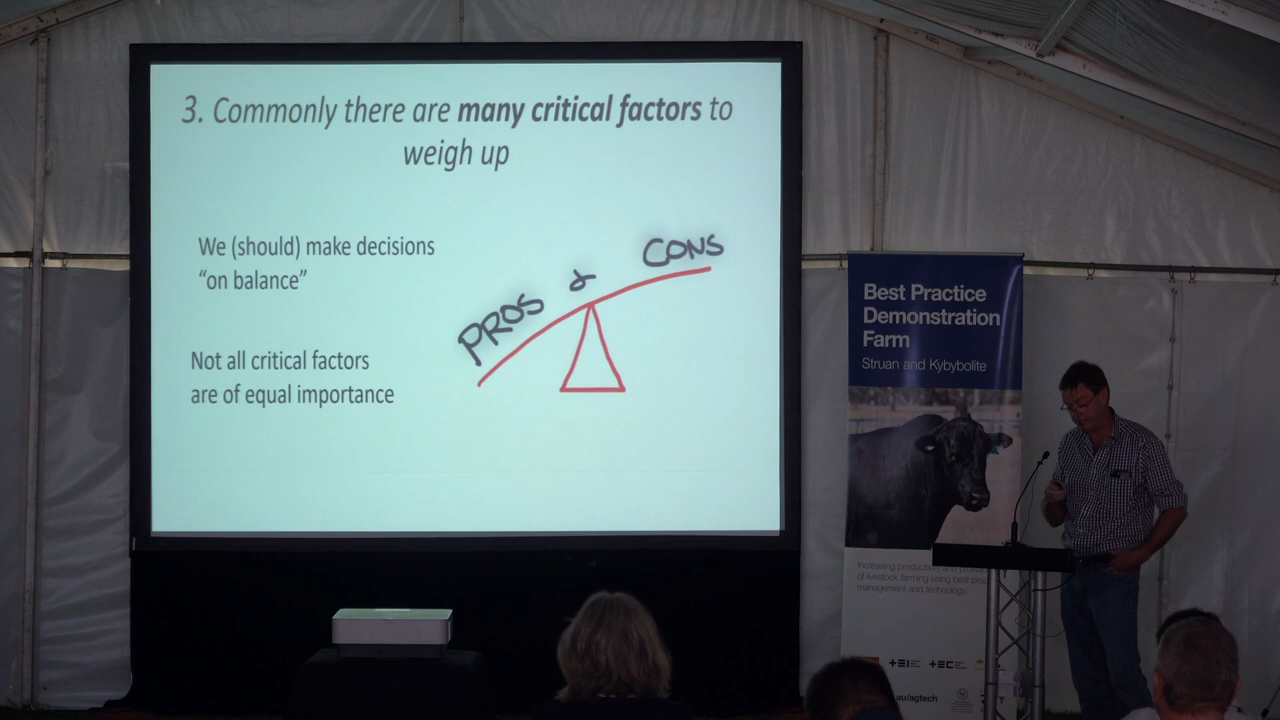 3. Commonly there are many critical factors to
weigh up
We (should) make decisions
“on balance”
Not all critical factors
are of equal importance
PROS & CONS
Best Practice
Demonstration
Farm
Struan and Kybybolite
Increasing productivity and
of livestock farming using best
management and technology.
au/agtech